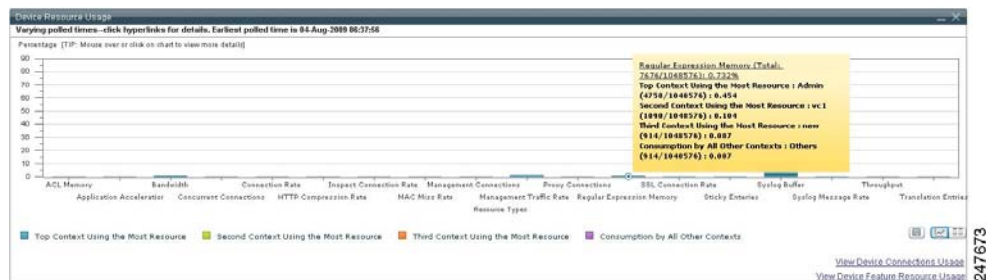 Device Resource Usage
Varying polled times--click hyperlinks for details. Earliest polled time is 04-Aug-2009 06:37:56
Percentage [TIP: Mouse over or click on chart to view more details]
90
80
70
60
50
40
30
20
10
0
Regular Expression Memory (Total:
7676/1048576): 0.732%
Top Context Using the Most Resource : Admin
(4758/1048576) : 0.454
Second Context Using the Most Resource : vc1
(1090/1048576) : 0.104
Third Context Using the Most Resource : new
(914/1048576) : 0.087
Consumption by All Other Contexts : Others
(914/1048576) : 0.087
ACL Memory Bandwidth Connection Rate Inspect Connection Rate Management Connections Proxy Connections SSL Connection Rate Syslog Buffer Throughput
Application Acceleration Concurrent Connections HTTP Compression Rate MAC Miss Rate Management Traffic Rate Regular Expression Memory Sticky Enteries Syslog Message Rate Translation Entries
Resource Types
Top Context Using the Most Resource Second Context Using the Most Resource Third Context Using the Most Resource Consumption by All Other Contexts
View Device Connections Usage
View Device Feature Resource Usage
247673